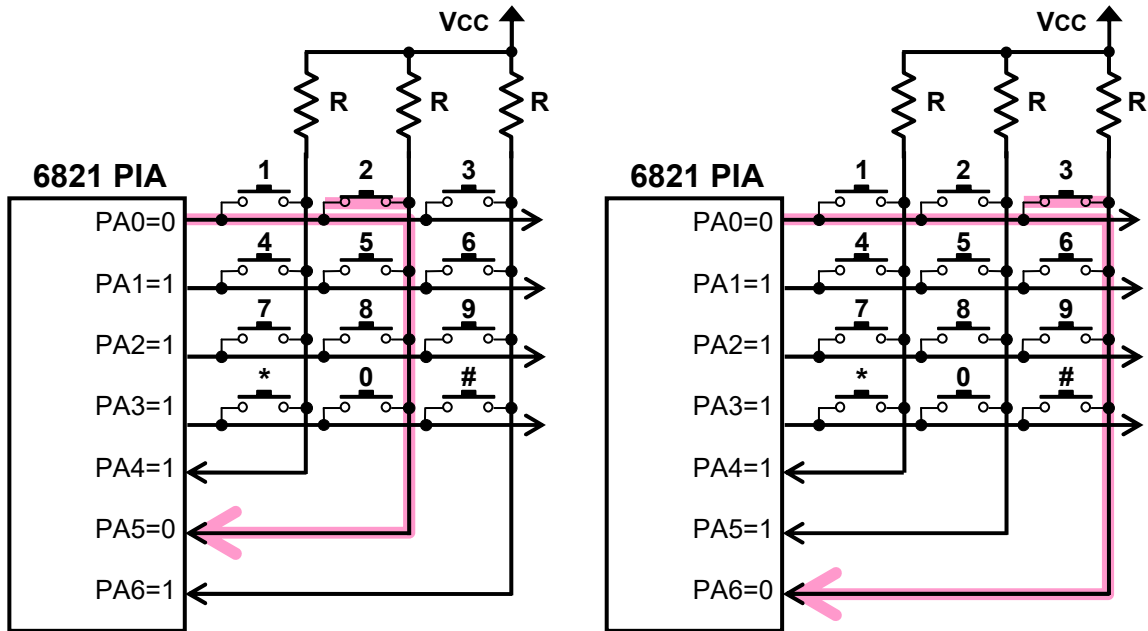 Vcc
R R R
6821 PIA
1 2 3
PA0=0
4 5 6
PA1=1
7 8 9
PA2=1
* 0 #
PA3=1
PA4=1
PA5=0
PA6=1
Vcc
R R R
6821 PIA
1 2 3
PA0=0
4 5 6
PA1=1
7 8 9
PA2=1
* 0 #
PA3=1
PA4=1
PA5=1
PA6=0